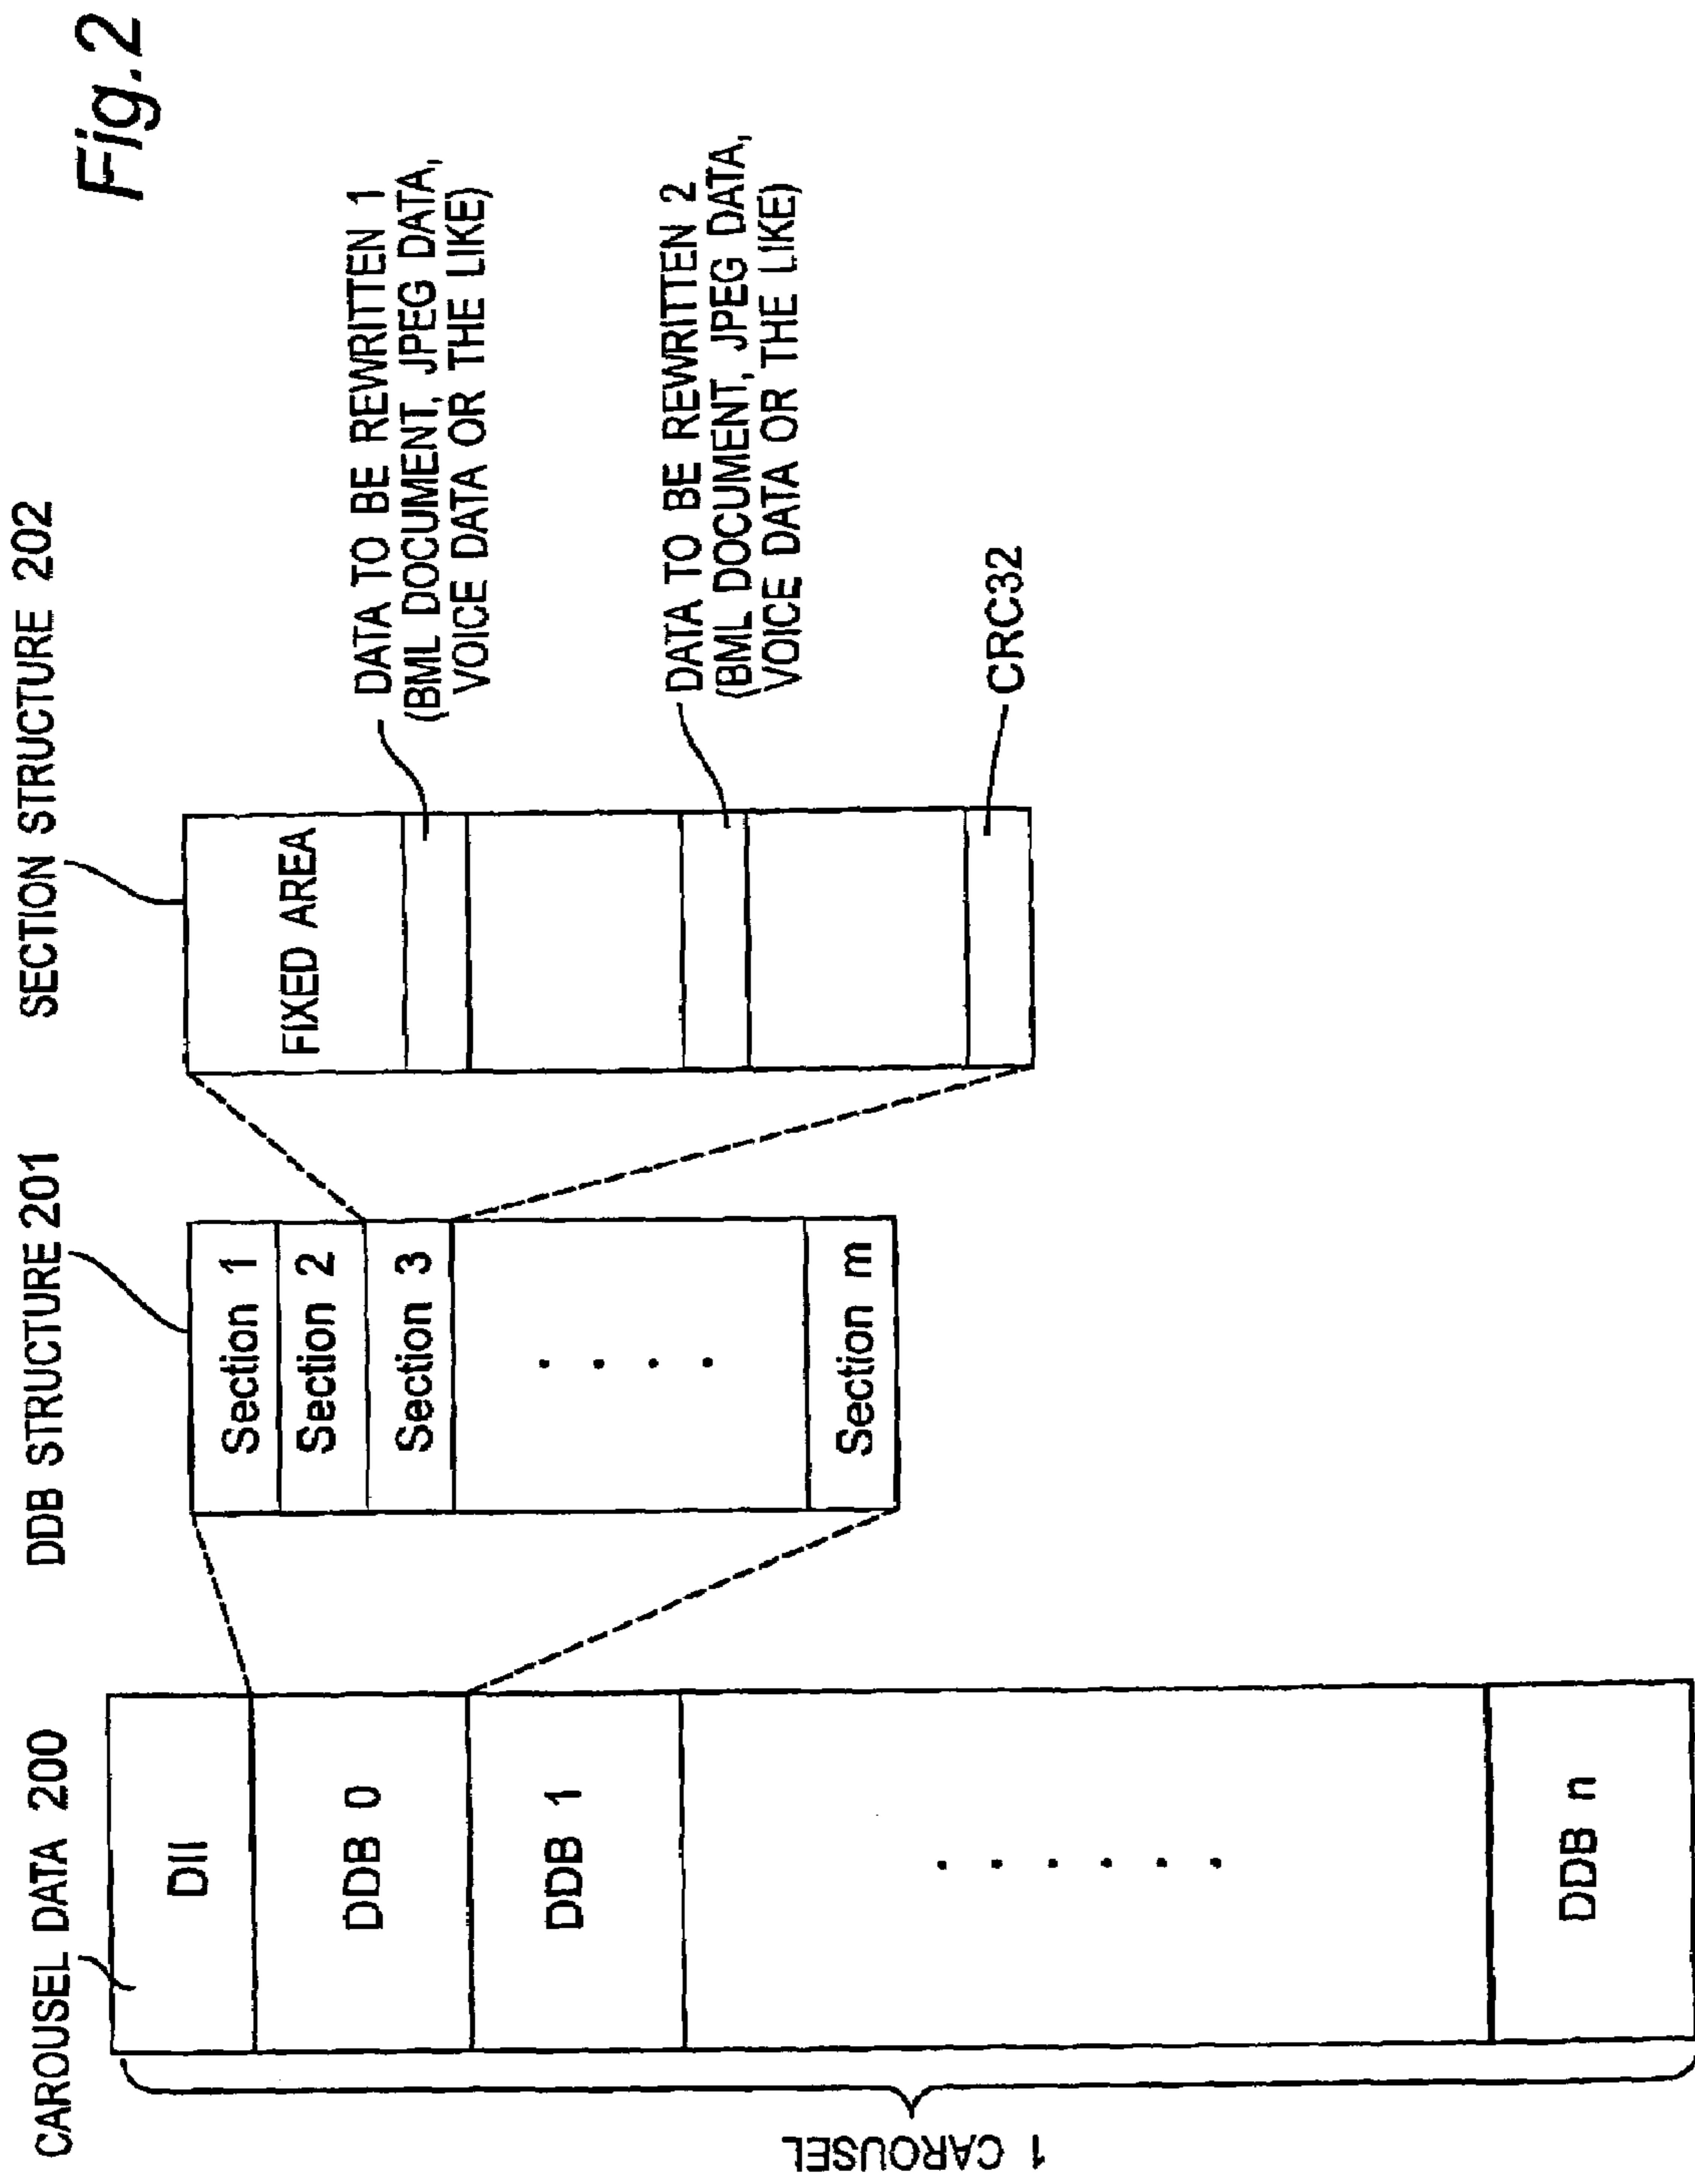 Fig.2
CAROUSEL DATA 200
DII
DDB 0
DDB 1
. . . . . .
DDB n
1 CAROUSEL
DDB STRUCTURE 201
Section 1
Section 2
Section 3
. . . .
Section m
SECTION STRUCTURE 202
FIXED AREA
DATA TO BE REWRITTEN 1
(BML DOCUMENT, JPEG DATA,
VOICE DATA OR THE LIKE)
DATA TO BE REWRITTEN 2
(BML DOCUMENT, JPEG DATA,
VOICE DATA OR THE LIKE)
CRC32